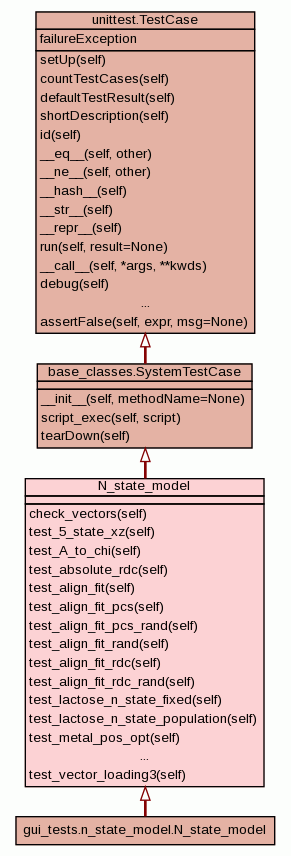 unittest.TestCase
failureException
setUp(self)
countTestCases(self)
defaultTestResult(self)
shortDescription(self)
id(self)
__eq__(self, other)
__ne__(self, other)
__hash__(self)
__str__(self)
__repr__(self)
run(self, result=None)
__call__(self, *args, **kwds)
debug(self)
...
assertFalse(self, expr, msg=None)
base_classes.SystemTestCase
__init__(self, methodName=None)
script_exec(self, script)
tearDown(self)
N_state_model
check_vectors(self)
test_5_state_xz(self)
test_A_to_chi(self)
test_absolute_rdc(self)
test_align_fit(self)
test_align_fit_pcs(self)
test_align_fit_pcs_rand(self)
test_align_fit_rand(self)
test_align_fit_rdc(self)
test_align_fit_rdc_rand(self)
test_lactose_n_state_fixed(self)
test_lactose_n_state_population(self)
test_metal_pos_opt(self)
...
test_vector_loading3(self)
gui_tests.n_state_model.N_state_model